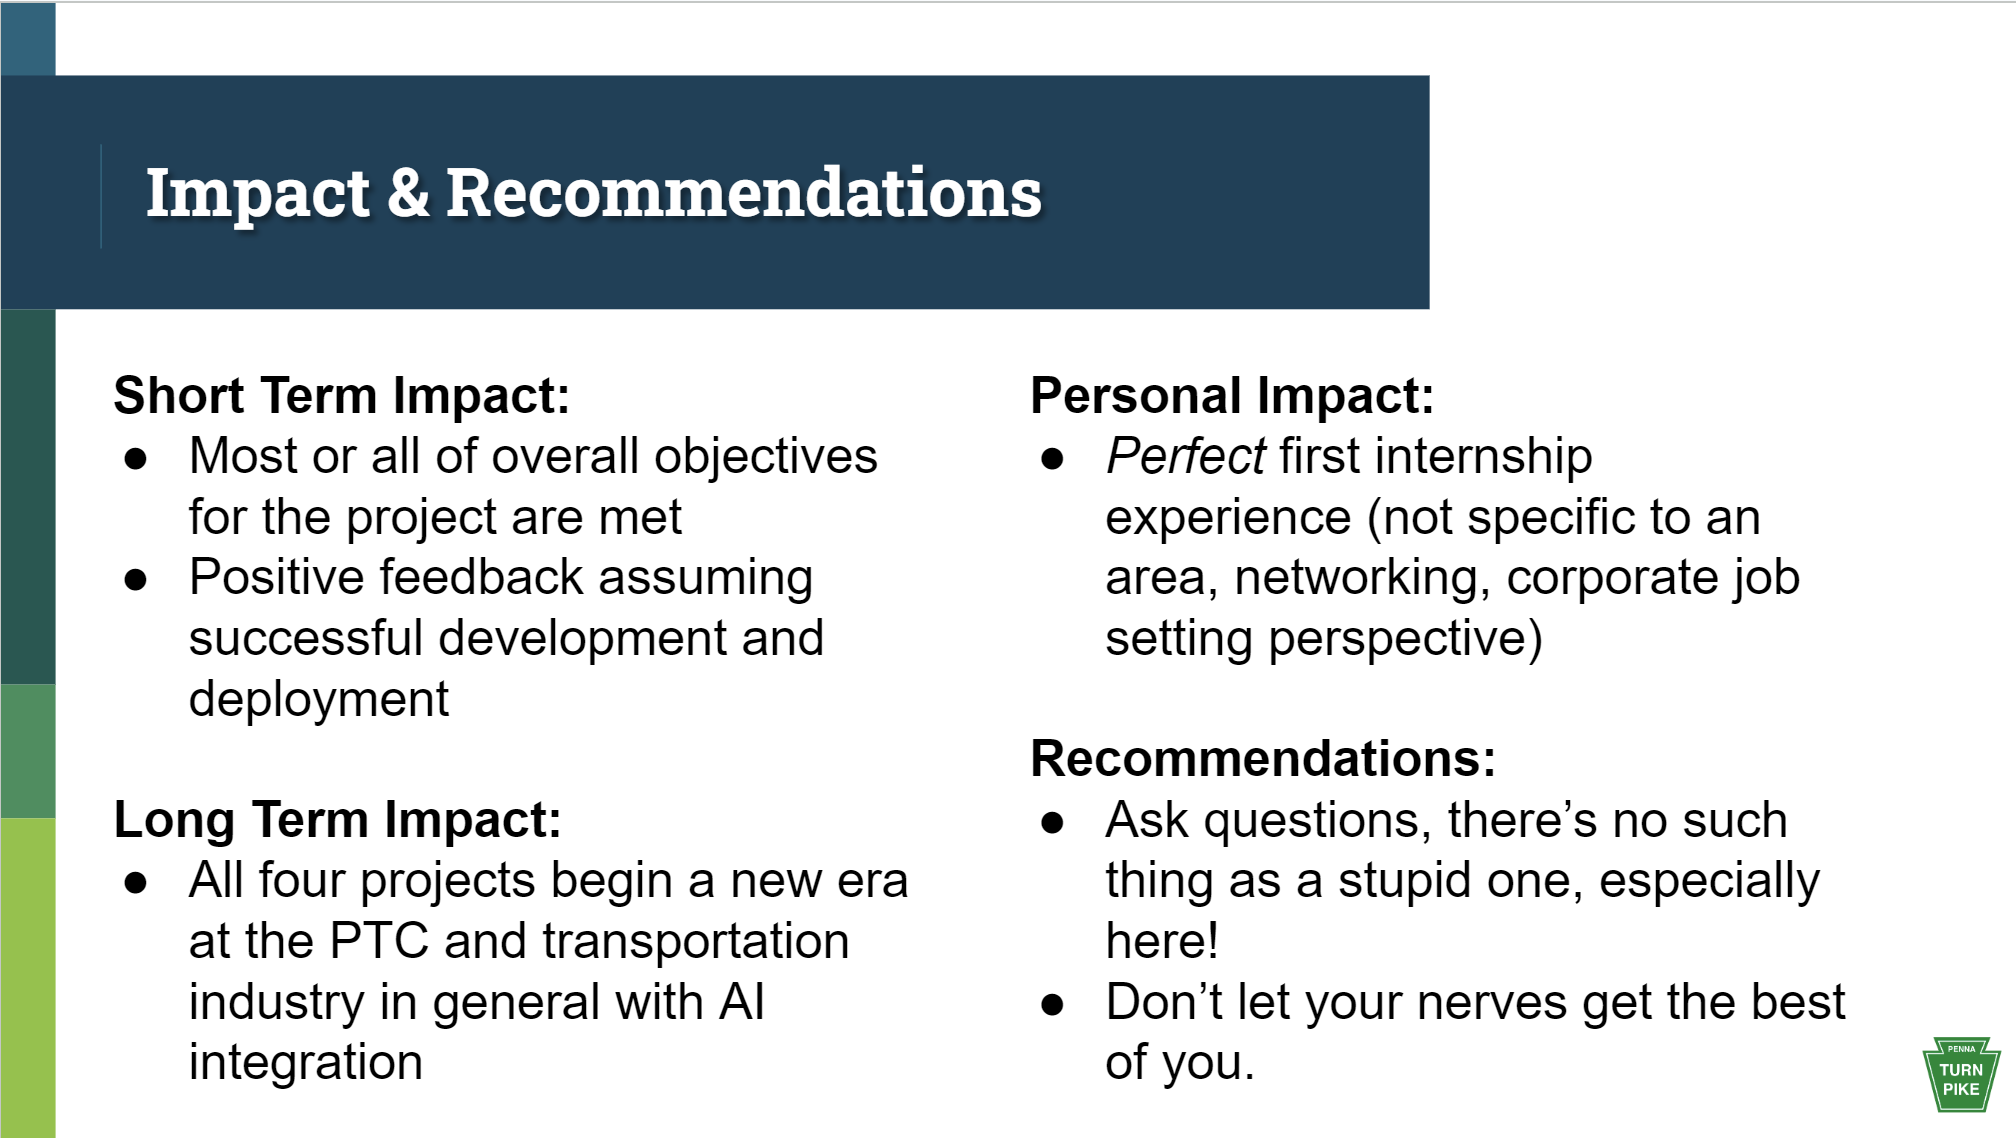 Impact & Recommendations
Short Term Impact:
● Most or all of overall objectives
for the project are met
● Positive feedback assuming
successful development and
deployment
Long Term Impact:
● All four projects begin a new era
at the PTC and transportation
industry in general with AI
integration
Personal Impact:
● Perfect first internship
experience (not specific to an
area, networking, corporate job
setting perspective)
Recommendations:
● Ask questions, there’s no such
thing as a stupid one, especially
here!
● Don’t let your nerves get the best
of you.
PENNA
TURN
PIKE